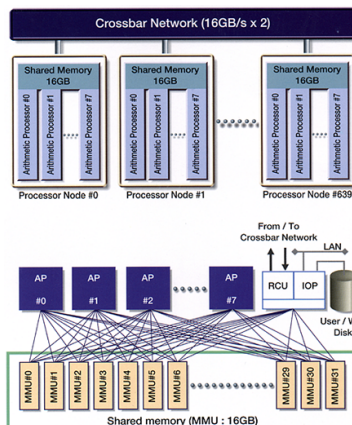 Crossbar Network (16GB/s x 2)
Shared Memory
16GB
Arithmetic Processor #0
Arithmetic Processor #1
Arithmetic Processor #7
Processor Node #0
Shared Memory
16GB
Arithmetic Processor #0
Arithmetic Processor #1
Arithmetic Processor #7
Processor Node #1
Shared Memory
16GB
Arithmetic Processor #0
Arithmetic Processor #1
Arithmetic Processor #7
Processor Node #639
From / To
Crossbar Network
LAN
AP
#0
AP
#1
AP
#2
AP
#7
RCU
IOP
User / W
Disk
MMU#0
MMU#1
MMU#2
MMU#3
MMU#4
MMU#5
MMU#6
MMU#29
MMU#30
MMU#31
Shared memory (MMU : 16GB)